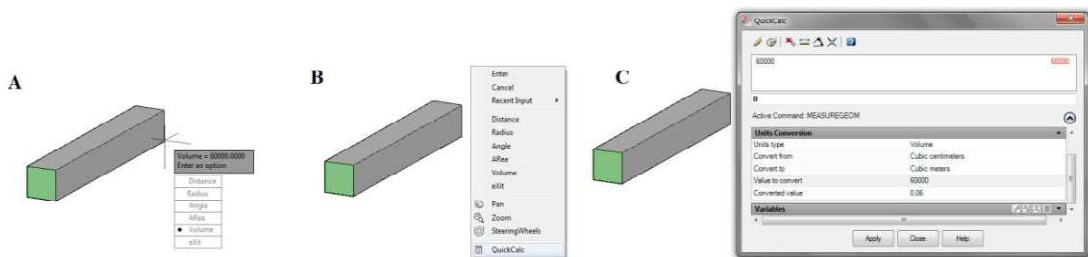 A
Volume = 60000.0000
Enter an option
Distance
Radius
Angle
ARea
Volume
eXit
B
Enter
Cancel
Recent Input
Distance
Radius
Angle
ARea
Volume
eXit
Pan
Zoom
SteeringWheels
QuickCalc
C
QuickCalc
60000 60000
0
Active Command: MEASUREGEOM
Units Conversion
Units type Volume
Convert from Cubic centimeters
Convert to Cubic meters
Value to convert 60000
Converted value 0.06
Variables
Apply Close Help